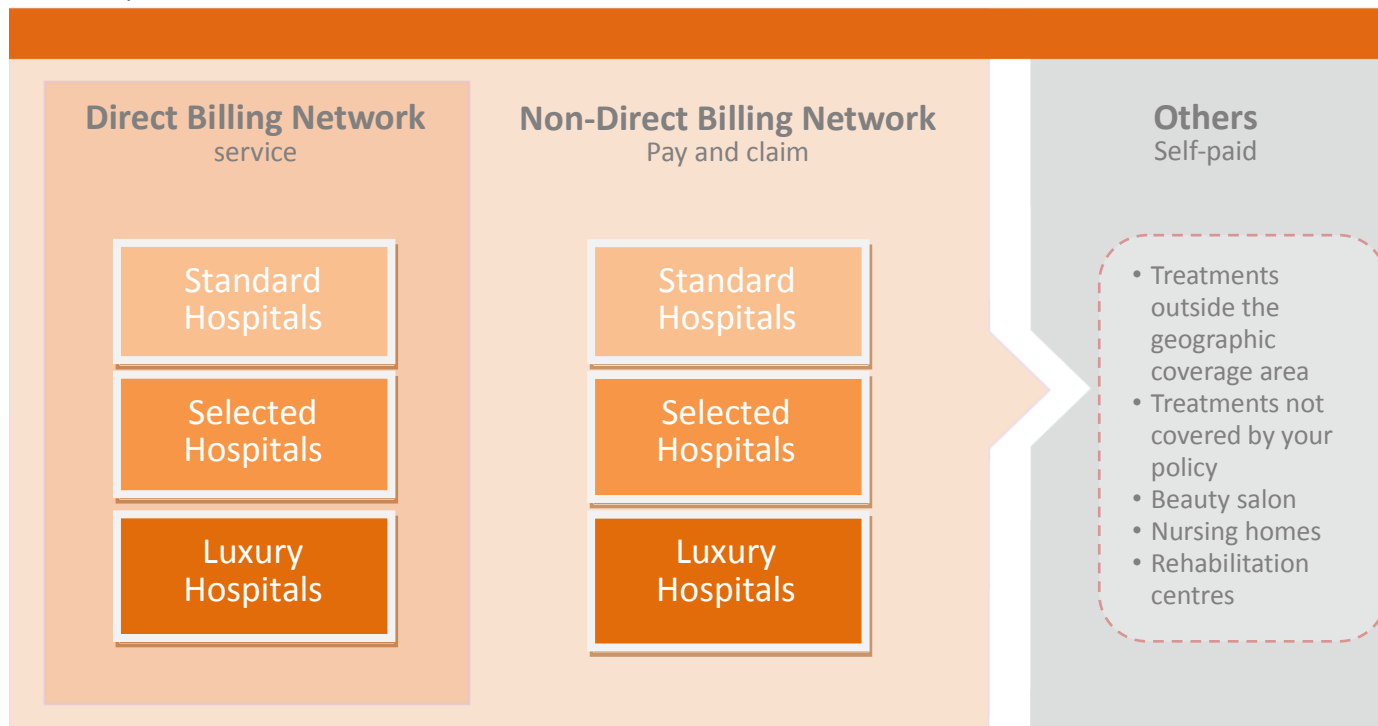 Direct Billing Network
service
Non-Direct Billing Network
Pay and claim
Others
Self-paid
Standard
Hospitals
Selected
Hospitals
Luxury
Hospitals
Standard
Hospitals
Selected
Hospitals
Luxury
Hospitals
• Treatments
outside the
geographic
coverage area
• Treatments not
covered by your
policy
• Beauty salon
• Nursing homes
• Rehabilitation
centres